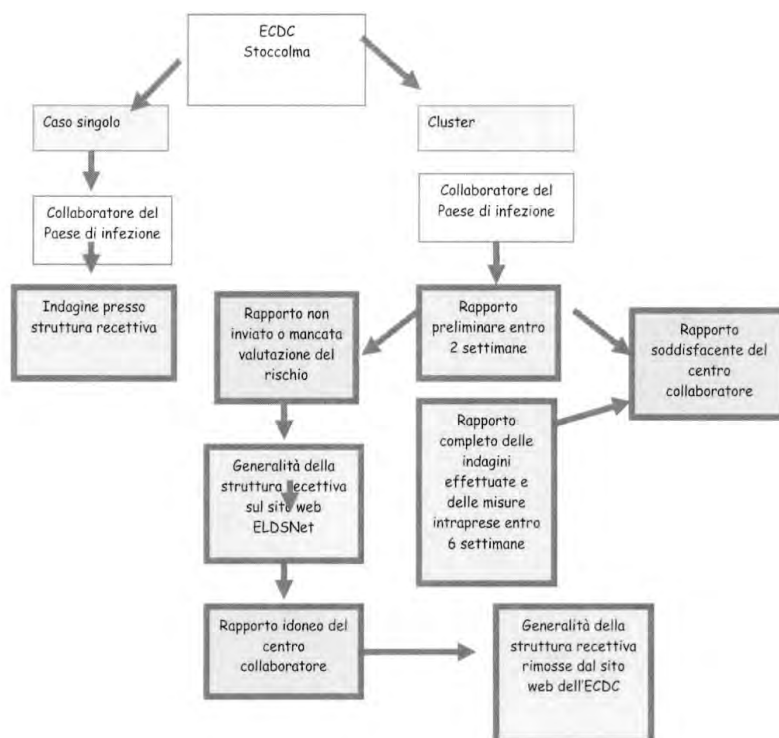 ECDC
Stoccolma
Caso singolo
Cluster
Collaboratore del
Paese di infezione
Collaboratore del
Paese di infezione
Indagine presso
struttura recettiva
Rapporto non
inviato o mancata
valutazione del
rischio
Rapporto
preliminare entro
2 settimane
Rapporto
soddisfacente del
centro
collaboratore
Rapporto
completo delle
indagini
effettuate e
delle misure
intraprese entro
6 settimane
Generalità della
struttura recettiva
sul sito web
ELDSNet
Rapporto idoneo del
centro
collaboratore
Generalità della
struttura recettiva
rimosse dal sito
web dell'ECDC